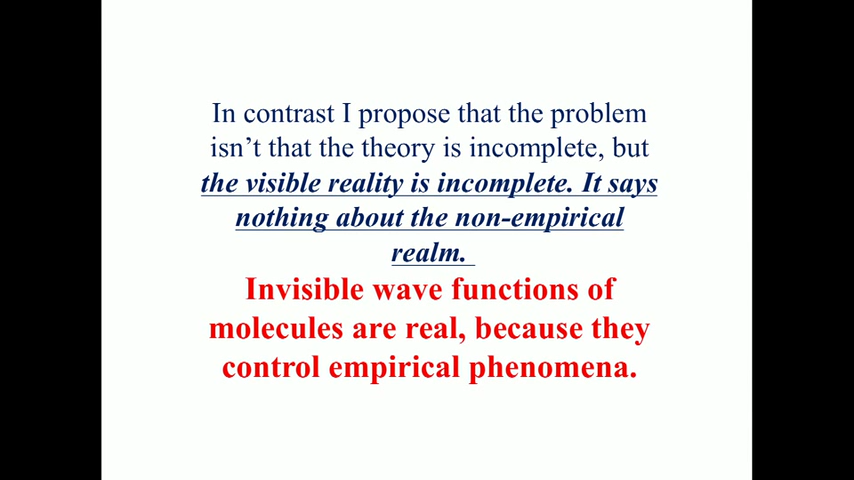 In contrast I propose that the problem
isn’t that the theory is incomplete, but
the visible reality is incomplete. It says
nothing about the non-empirical
realm.
Invisible wave functions of
molecules are real, because they
control empirical phenomena.